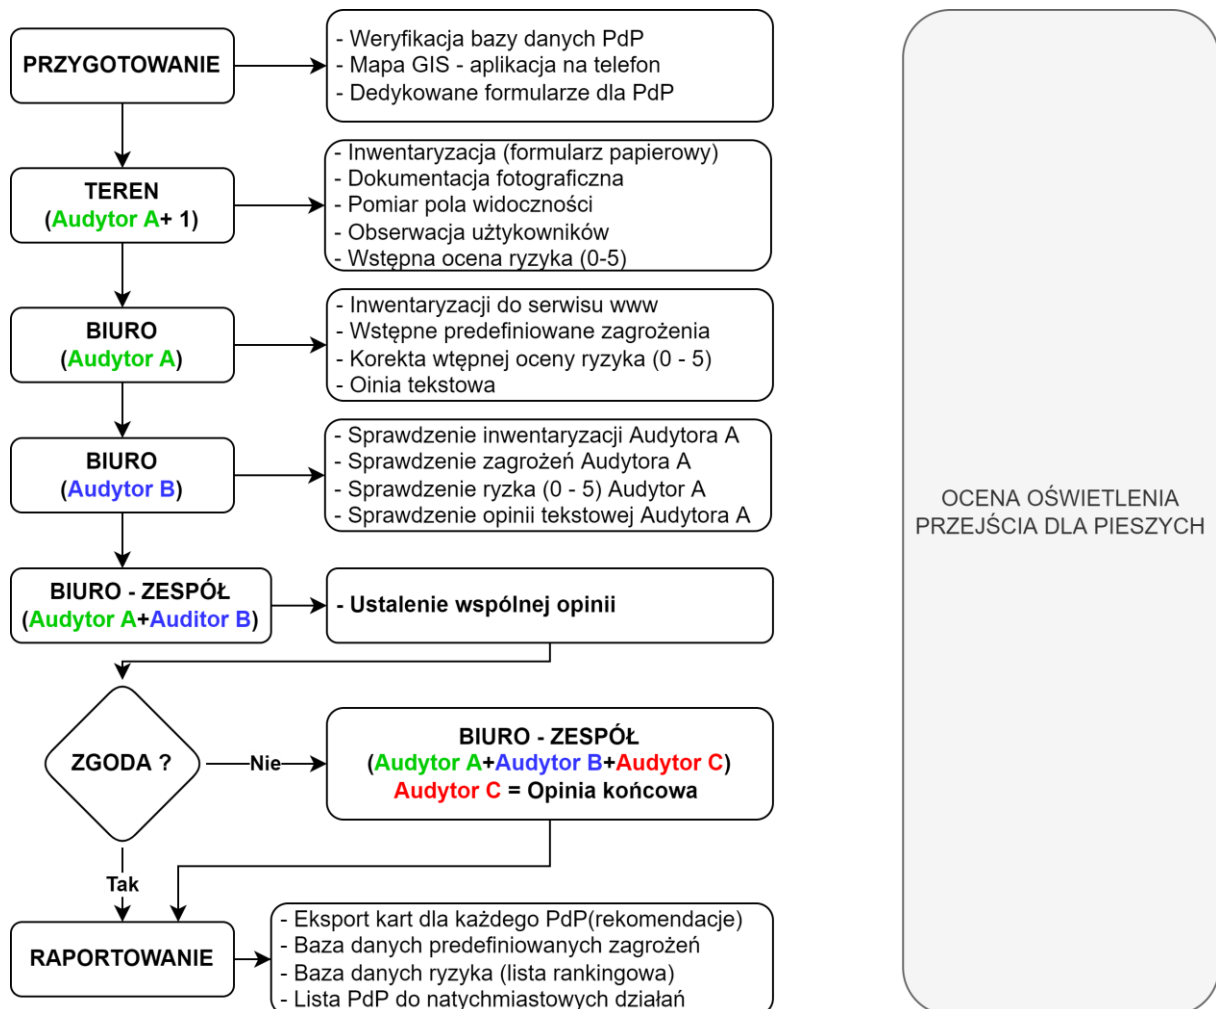 PRZYGOTOWANIE
- Weryfikacja bazy danych PdP
- Mapa GIS - aplikacja na telefon
- Dedykowane formularze dla PdP
TEREN
(Audytor A+ 1)
- Inwentaryzacja (formularz papierowy)
- Dokumentacja fotograficzna
- Pomiar pola widoczności
- Obserwacja użtykowników
- Wstępna ocena ryzyka (0-5)
BIURO
(Audytor A)
- Inwentaryzacji do serwisu www
- Wstępne predefiniowane zagrożenia
- Korekta wtępnej oceny ryzyka (0 - 5)
- Oinia tekstowa
BIURO
(Audytor B)
- Sprawdzenie inwentaryzacji Audytora A
- Sprawdzenie zagrożeń Audytora A
- Sprawdzenie ryzka (0 - 5) Audytor A
- Sprawdzenie opinii tekstowej Audytora A
BIURO - ZESPÓŁ
(Audytor A+Auditor B)
- Ustalenie wspólnej opinii
ZGODA ?
Nie
BIURO - ZESPÓŁ
(Audytor A+Audytor B+Audytor C)
Audytor C = Opinia końcowa
Tak
RAPORTOWANIE
- Eksport kart dla każdego PdP(rekomendacje)
- Baza danych predefiniowanych zagrożeń
- Baza danych ryzyka (lista rankingowa)
- Lista PdP do natychmiastowych działań
OCENA OŚWIETLENIA
PRZEJŚCIA DLA PIESZYCH